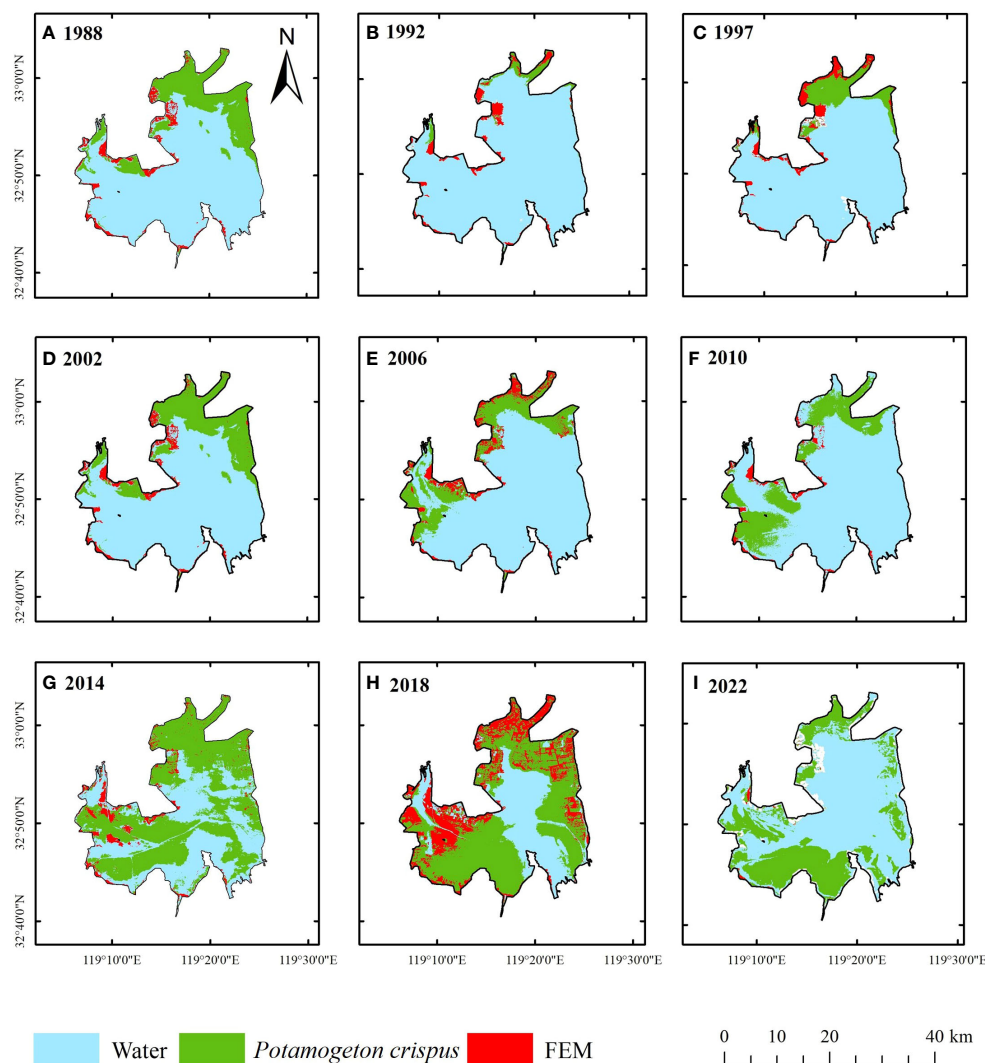 A 1988
N
B 1992
C 1997
33°0'0"N
32°50'0"N
32°40'0"N
D 2002
E 2006
F 2010
33°0'0"N
32°50'0"N
32°40'0"N
G 2014
H 2018
I 2022
33°0'0"N
32°50'0"N
32°40'0"N
119°10'0"E 119°20'0"E 119°30'0"E
119°10'0"E 119°20'0"E 119°30'0"E
119°10'0"E 119°20'0"E 119°30'0"E
Water Potamogeton crispus FEM
0 10 20 40 km